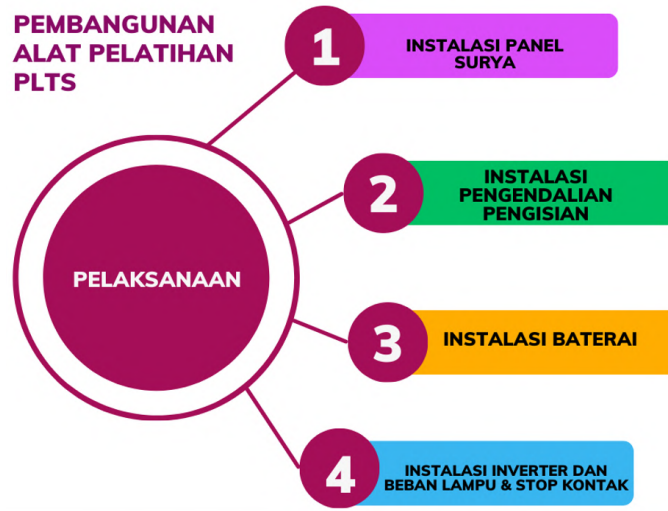 PEMBANGUNAN
ALAT PELATIHAN
PLTS
PELAKSANAAN
1
INSTALASI PANEL
SURYA
2
INSTALASI
PENGENDALIAN
PENGISIAN
3
INSTALASI BATERAI
4
INSTALASI INVERTER DAN
BEBAN LAMPU & STOP KONTAK